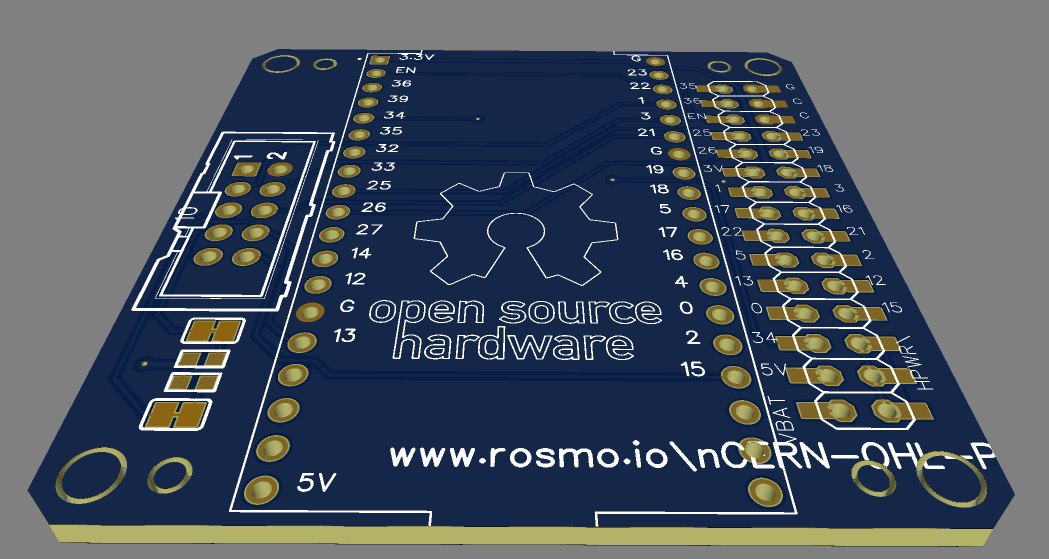 3.3V
EN
36
39
34
35
32
33
25
26
27
14
12
G
13
5V
G
23
22
1
3
21
G
19
18
5
17
16
4
0
2
15
1 2
open source
hardware
35 G
36 C
EN C
25 23
26 19
3V 18
1 3
17 16
22 21
5 2
13 12
0 15
34
5V
HPWR1
VBAT
www.rosmo.io\nCERN-OHL-P